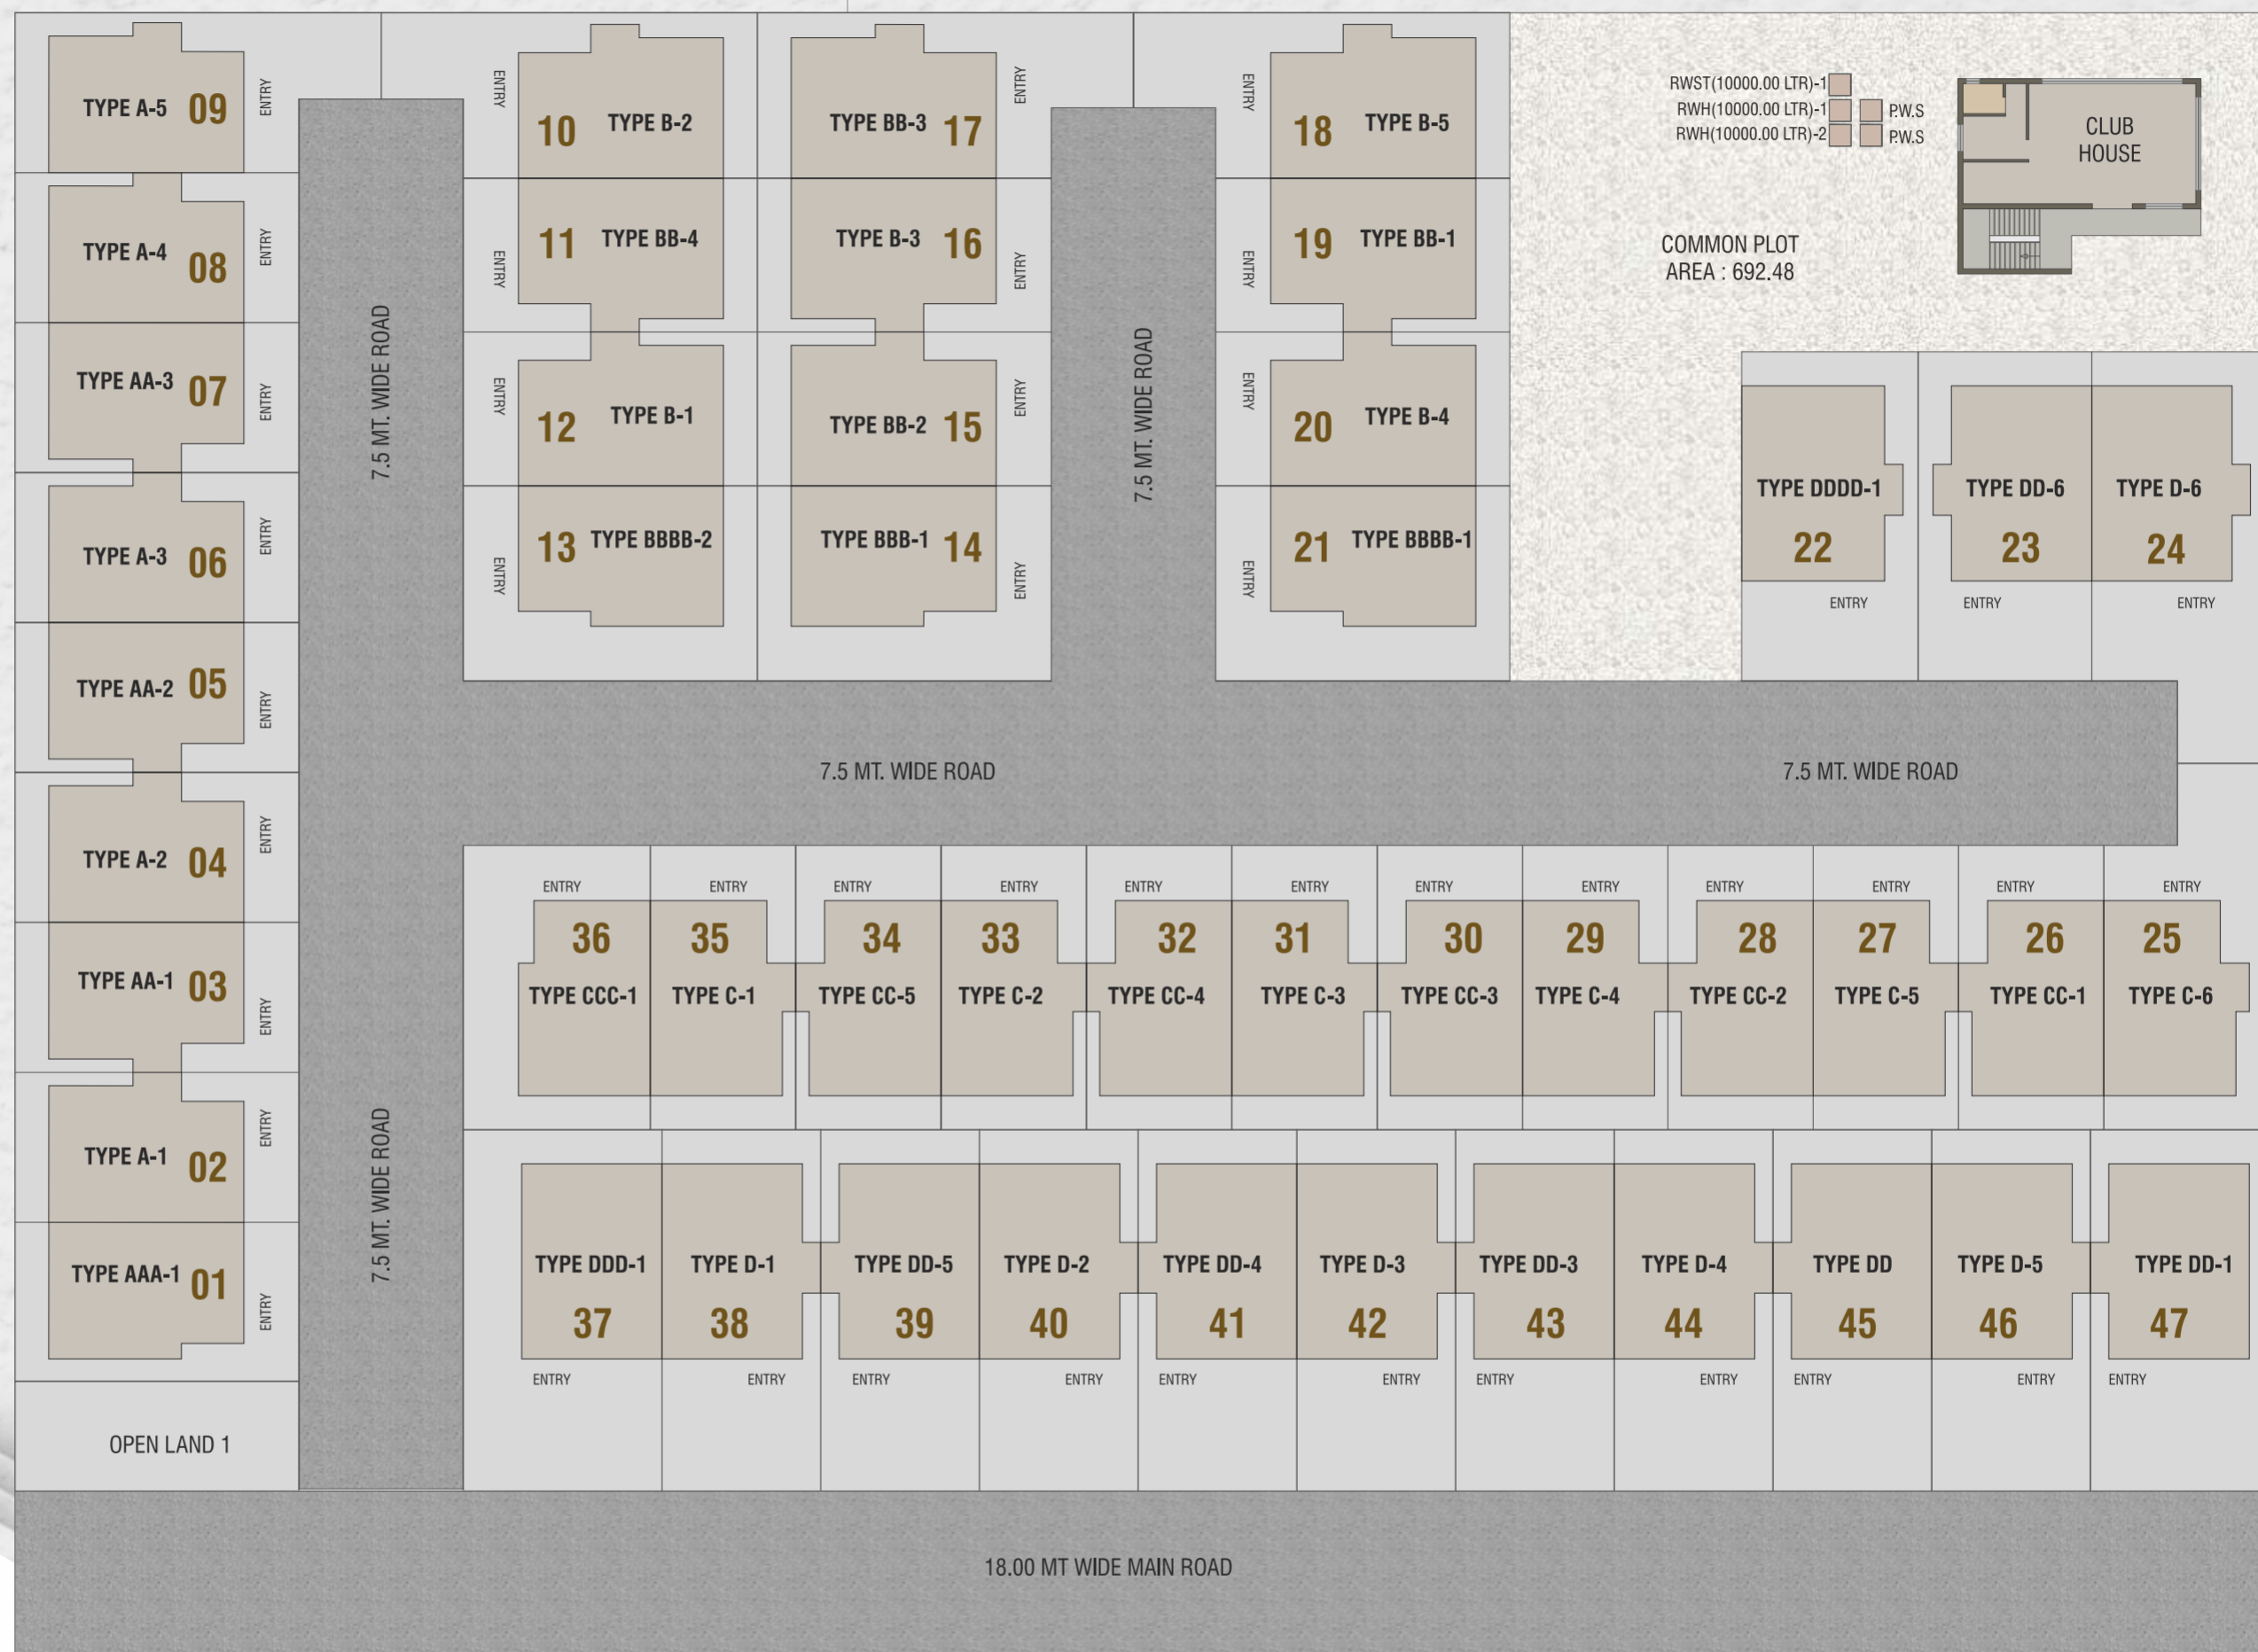 TYPE A-5 09 ENTRY
TYPE A-4 08 ENTRY
TYPE AA-3 07 ENTRY
TYPE A-3 06 ENTRY
TYPE AA-2 05 ENTRY
TYPE A-2 04 ENTRY
TYPE AA-1 03 ENTRY
TYPE A-1 02 ENTRY
TYPE AAA-1 01 ENTRY
OPEN LAND 1
7.5 MT. WIDE ROAD
7.5 MT. WIDE ROAD
ENTRY 10 TYPE B-2
ENTRY 11 TYPE BB-4
ENTRY 12 TYPE B-1
ENTRY 13 TYPE BBBB-2
TYPE BB-3 17 ENTRY
TYPE B-3 16 ENTRY
TYPE BB-2 15 ENTRY
TYPE BBB-1 14 ENTRY
7.5 MT. WIDE ROAD
ENTRY 18 TYPE B-5
ENTRY 19 TYPE BB-1
ENTRY 20 TYPE B-4
ENTRY 21 TYPE BBBB-1
RWST(10000.00 LTR)-1
RWH(10000.00 LTR)-1 P.W.S
RWH(10000.00 LTR)-2 P.W.S
CLUB
HOUSE
COMMON PLOT
AREA : 692.48
TYPE DDDD-1 TYPE DD-6 TYPE D-6
22 23 24
ENTRY ENTRY ENTRY
7.5 MT. WIDE ROAD 7.5 MT. WIDE ROAD
ENTRY ENTRY ENTRY ENTRY ENTRY ENTRY ENTRY ENTRY ENTRY ENTRY ENTRY ENTRY
36 35 34 33 32 31 30 29 28 27 26 25
TYPE CCC-1 TYPE C-1 TYPE CC-5 TYPE C-2 TYPE CC-4 TYPE C-3 TYPE CC-3 TYPE C-4 TYPE CC-2 TYPE C-5 TYPE CC-1 TYPE C-6
TYPE DDD-1 TYPE D-1 TYPE DD-5 TYPE D-2 TYPE DD-4 TYPE D-3 TYPE DD-3 TYPE D-4 TYPE DD TYPE D-5 TYPE DD-1
37 38 39 40 41 42 43 44 45 46 47
ENTRY ENTRY ENTRY ENTRY ENTRY ENTRY ENTRY ENTRY ENTRY ENTRY ENTRY
18.00 MT WIDE MAIN ROAD